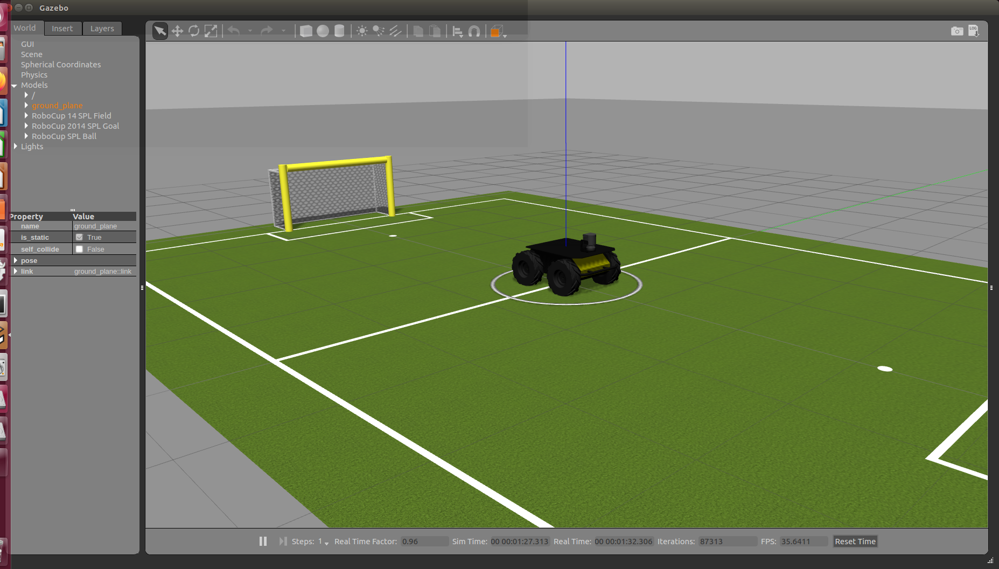 Gazebo
World Insert Layers
LOG
GUI
Scene
Spherical Coordinates
Physics
Models
/
ground_plane
RoboCup 14 SPL Field
RoboCup 2014 SPL Goal
RoboCup SPL Ball
Lights
Property Value
name ground_plane
is_static True
self_collide False
pose
link ground_plane::link
Steps: 1 Real Time Factor: 0.96 Sim Time: 00 00:01:27.313 Real Time: 00 00:01:32.306 Iterations: 87313 FPS: 35.6411 Reset Time